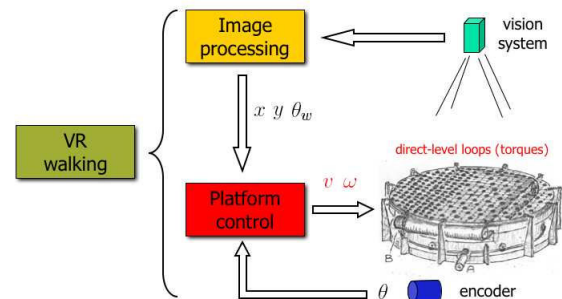 Image
processing
vision
system
x y θw
VR
walking
direct-level loops (torques)
Platform
control
v ω
B
A
θ
encoder